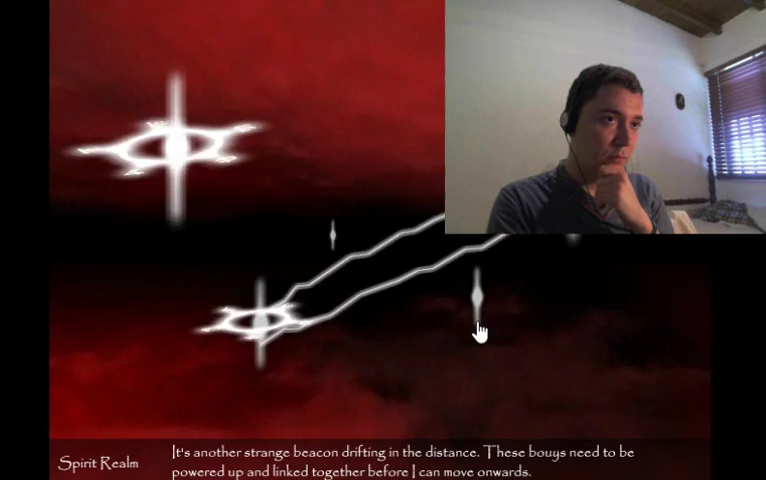 It's another strange beacon drifting in the distance. These bouys need to be
Spirit Realm
powered up and linked together before I can move onwards.